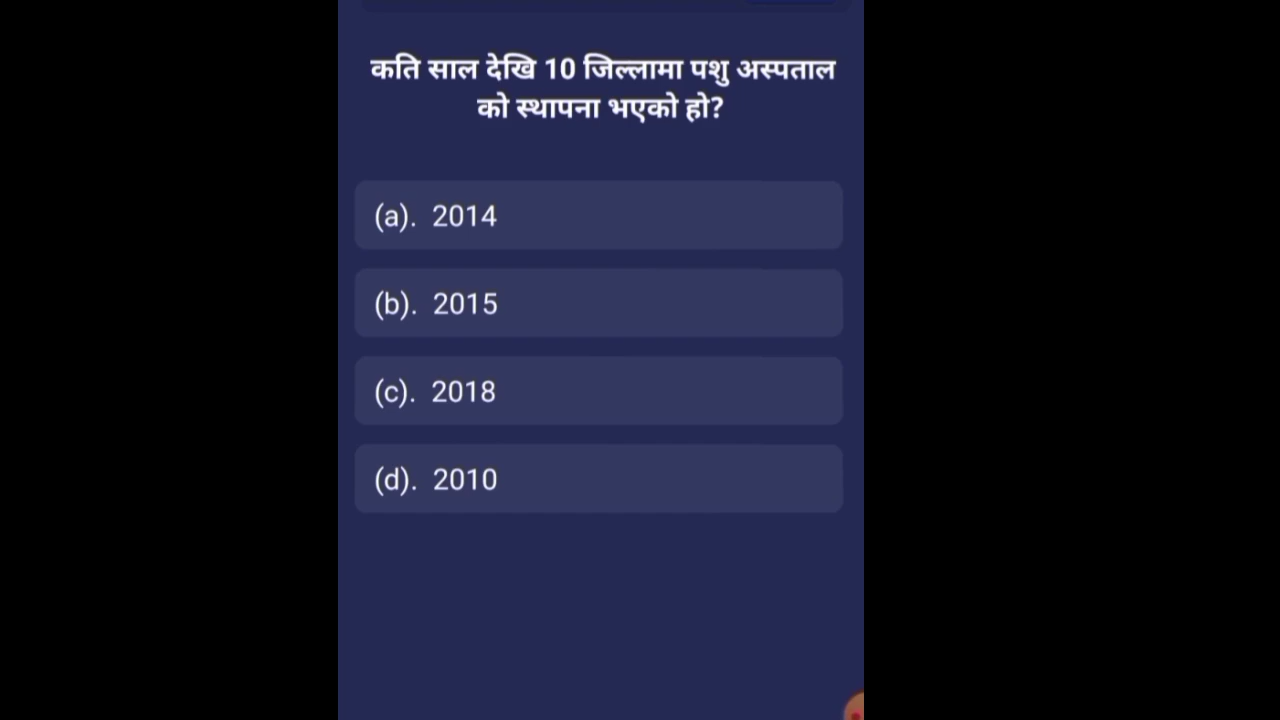 कति साल देखि 10 जिल्लामा पशु अस्पताल
को स्थापना भएको हो?
(a). 2014
(b). 2015
(c). 2018
(d). 2010